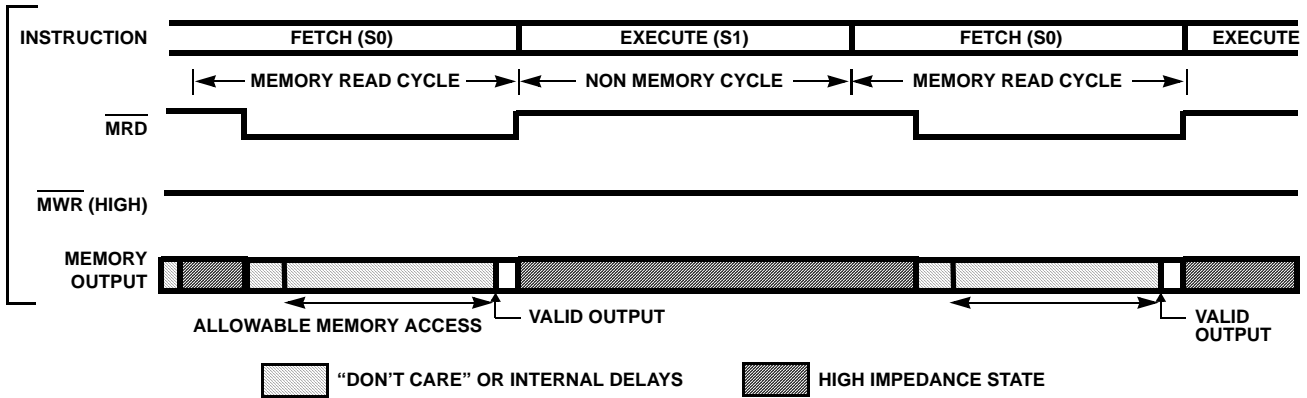 INSTRUCTION FETCH (S0) EXECUTE (S1) FETCH (S0) EXECUTE
MEMORY READ CYCLE NON MEMORY CYCLE MEMORY READ CYCLE
MRD
MWR (HIGH)
MEMORY
OUTPUT
ALLOWABLE MEMORY ACCESS
VALID OUTPUT
VALID
OUTPUT
“DON'T CARE” OR INTERNAL DELAYS
HIGH IMPEDANCE STATE